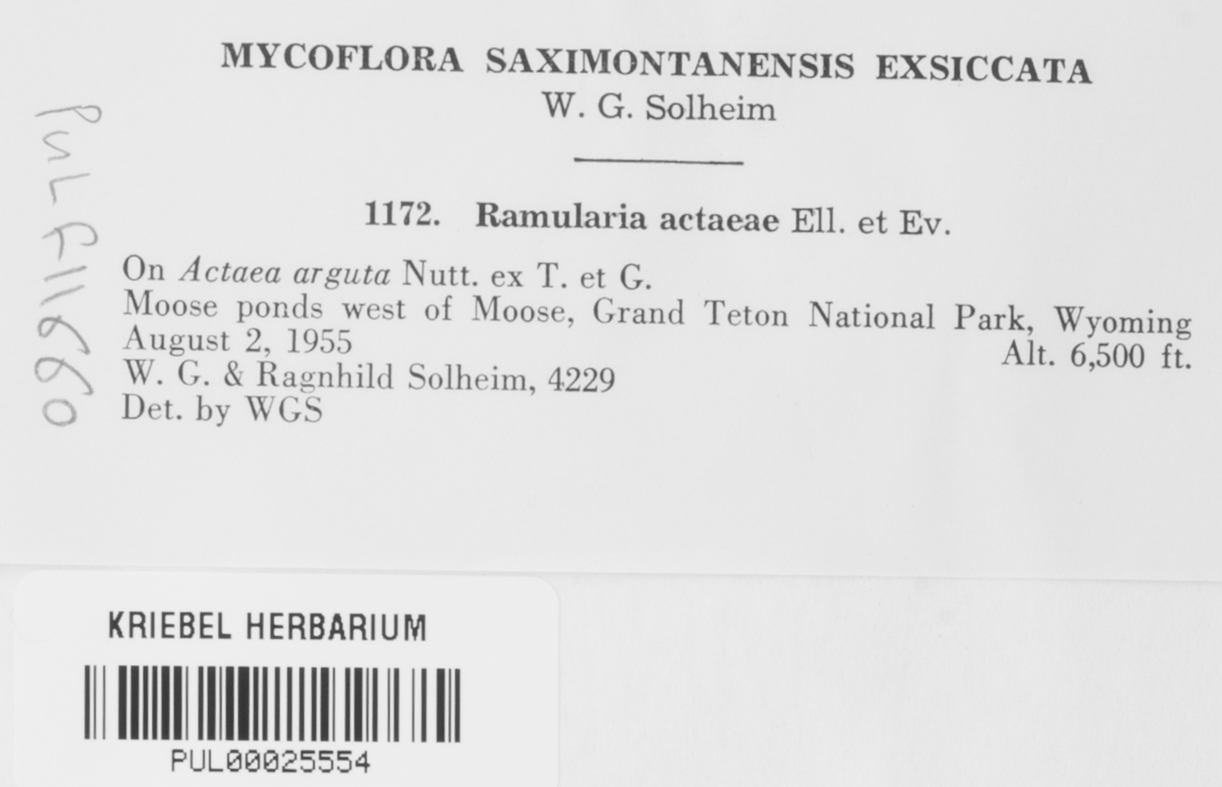 MYCOFLORA SAXIMONTANENSIS EXSICCATA
W. G. Solheim
1172. Ramularia actaeae Ell. et Ev.
On Actaea arguta Nutt. ex T. et G.
Moose ponds west of Moose, Grand Teton National Park, Wyoming
August 2, 1955 Alt. 6,500 ft.
W. G. & Ragnhild Solheim, 4229
Det. by WGS
PUL F11660
KRIEBEL HERBARIUM
PUL00025554